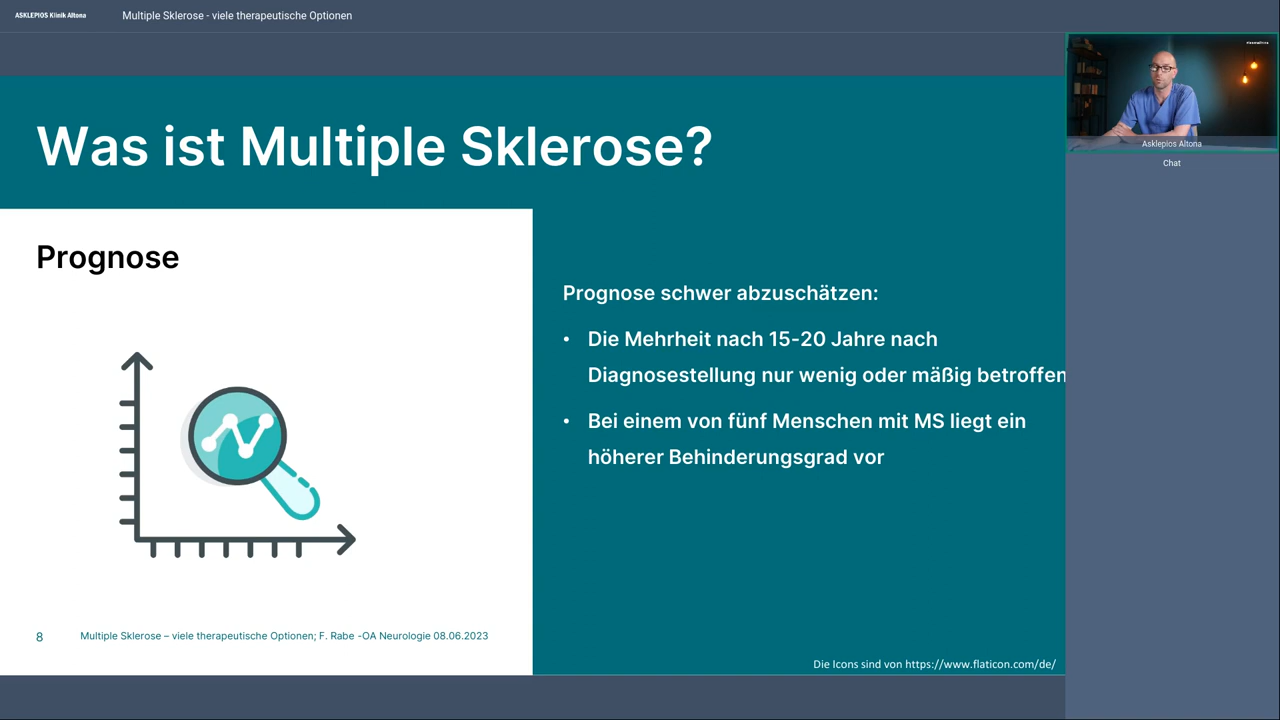 ASKLEPIOS Klinik Altona
Multiple Sklerose - viele therapeutische Optionen
Was ist Multiple Sklerose?
Prognose
Prognose schwer abzuschätzen:
• Die Mehrheit nach 15-20 Jahre nach
Diagnosestellung nur wenig oder mäßig betroffen
• Bei einem von fünf Menschen mit MS liegt ein
höherer Behinderungsgrad vor
8
Multiple Sklerose – viele therapeutische Optionen; F. Rabe -OA Neurologie 08.06.2023
Die Icons sind von https://www.flaticon.com/de/
Asklepios Altona
Chat